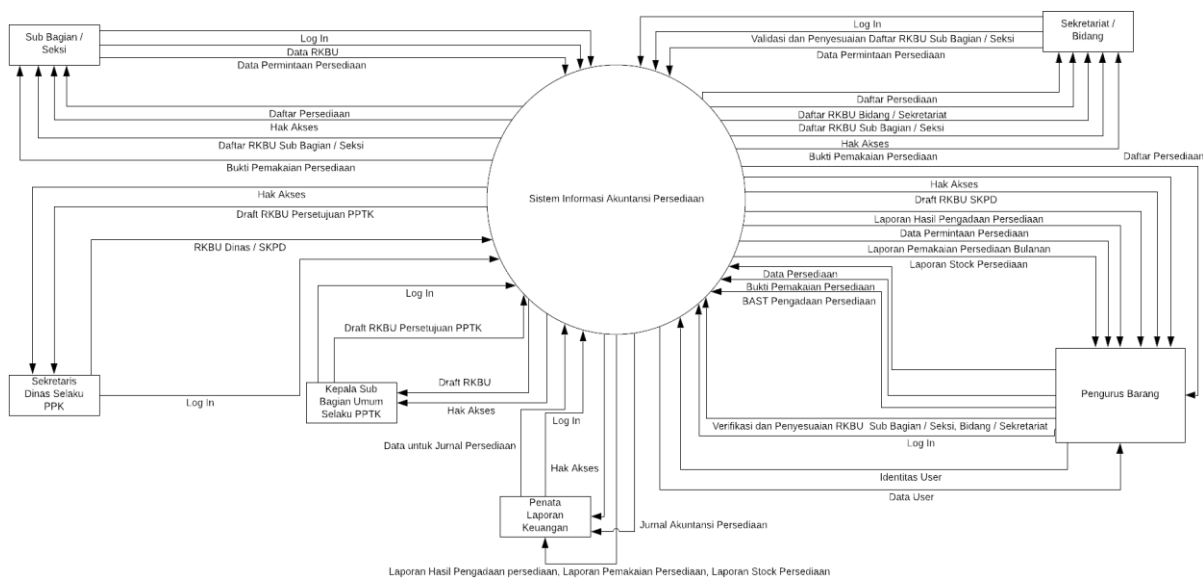 Sub Bagian /
Seksi
Log In
Data RKBU
Data Permintaan Persediaan
Daftar Persediaan
Hak Akses
Daftar RKBU Sub Bagian / Seksi
Bukti Pemakaian Persediaan
Sekretariat /
Bidang
Log In
Validasi dan Penyesuaian Daftar RKBU Sub Bagian / Seksi
Data Permintaan Persediaan
Daftar Persediaan
Daftar RKBU Bidang / Sekretariat
Daftar RKBU Sub Bagian / Seksi
Hak Akses
Bukti Pemakaian Persediaan
Daftar Persediaan
Sistem Informasi Akuntansi Persediaan
Hak Akses
Draft RKBU Persetujuan PPTK
RKBU Dinas / SKPD
Log In
Sekretaris
Dinas Selaku
PPK
Log In
Draft RKBU Persetujuan PPTK
Draft RKBU
Hak Akses
Kepala Sub
Bagian Umum
Selaku PPTK
Data untuk Jurnal Persediaan
Log In
Hak Akses
Jurnal Akuntansi Persediaan
Penata
Laporan
Keuangan
Laporan Hasil Pengadaan persediaan, Laporan Pemakaian Persediaan, Laporan Stock Persediaan
Hak Akses
Draft RKBU SKPD
Laporan Hasil Pengadaan Persediaan
Data Permintaan Persediaan
Laporan Pemakaian Persediaan Bulanan
Laporan Stock Persediaan
Data Persediaan
Bukti Pemakaian Persediaan
BAST Pengadaan Persediaan
Pengurus Barang
Verifikasi dan Penyesuaian RKBU Sub Bagian / Seksi, Bidang / Sekretariat
Log In
Identitas User
Data User